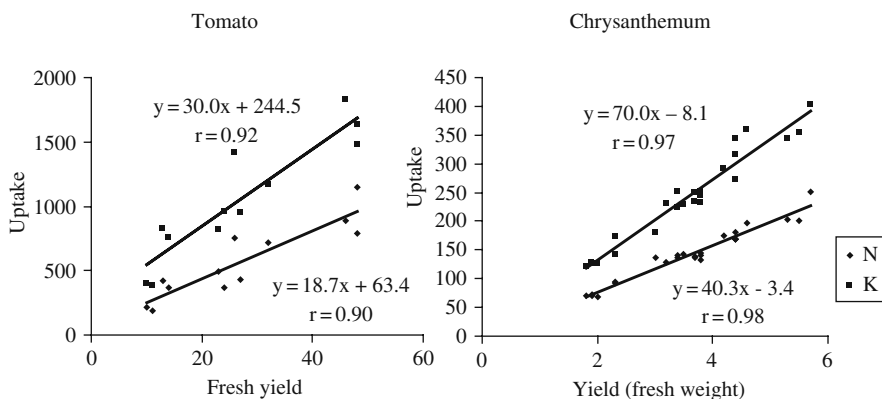 Tomato
2000
1500
1000
500
0
0
20
40
60
Uptake
Fresh yield
y = 30.0x + 244.5
r = 0.92
y = 18.7x + 63.4
r = 0.90
Chrysanthemum
450
400
350
300
250
200
150
100
50
0
0
2
4
6
Uptake
Yield (fresh weight)
y = 70.0x – 8.1
r = 0.97
y = 40.3x - 3.4
r = 0.98
N
K